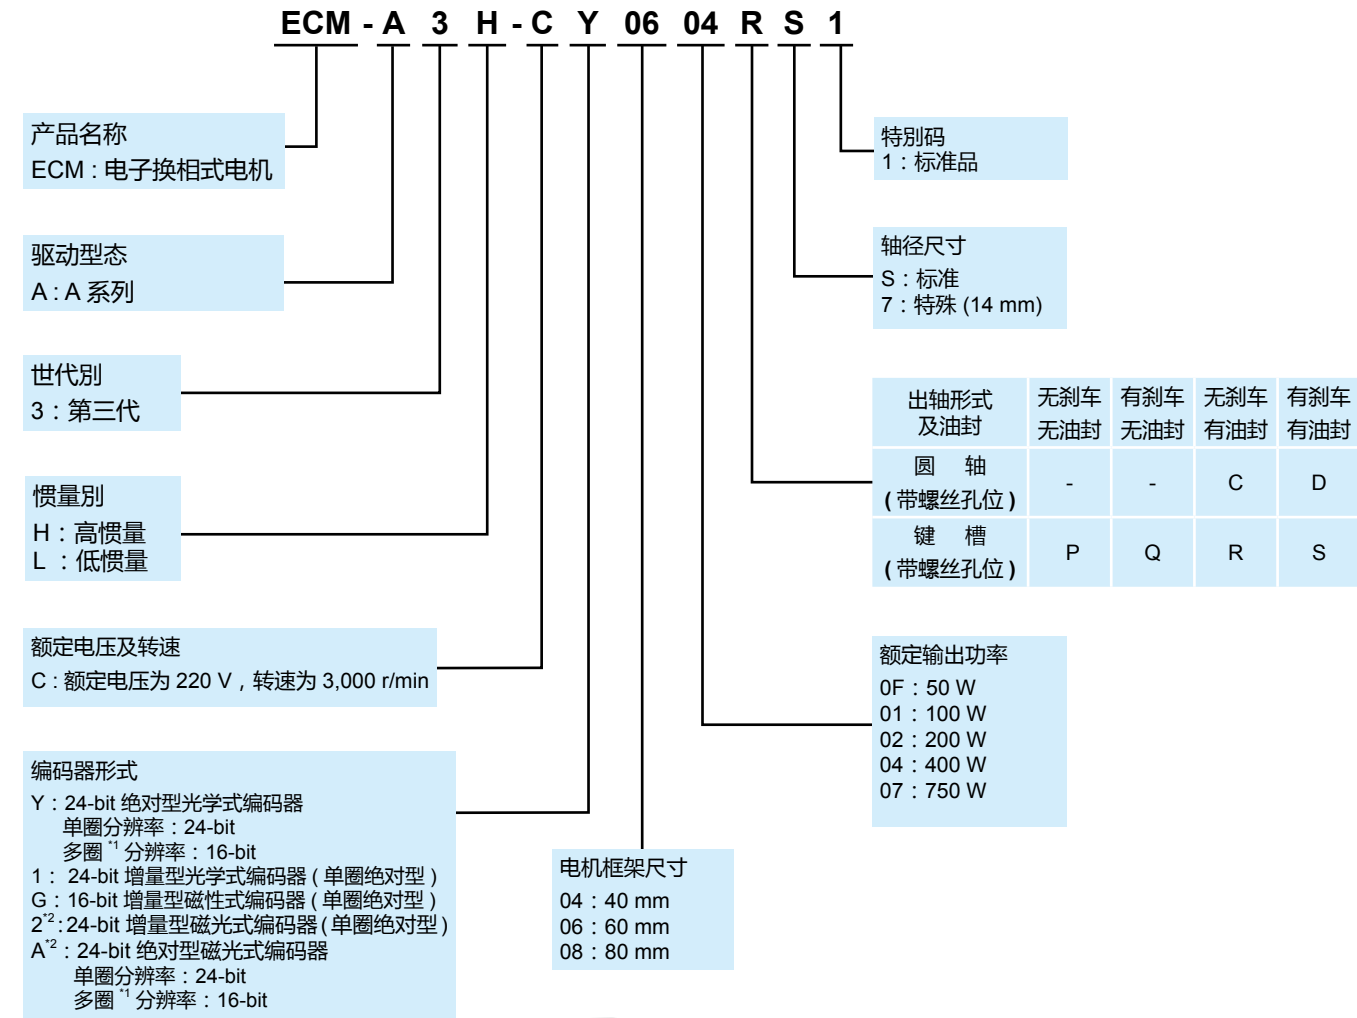 ECM - A 3 H - C Y 06 04 R S 1
产品名称
ECM : 电子换相式电机
驱动型态
A : A 系列
世代別
3：第三代
惯量別
H：高惯量
L ：低惯量
额定电压及转速
C : 额定电压为 220 V，转速为 3,000 r/min
编码器形式
Y：24-bit 绝对型光学式编码器
单圈分辨率：24-bit
多圈 *1 分辨率：16-bit
1： 24-bit 增量型光学式编码器 ( 单圈绝对型 )
G：16-bit 增量型磁性式编码器 ( 单圈绝对型 )
2*2：24-bit 增量型磁光式编码器 ( 单圈绝对型 )
A*2：24-bit 绝对型磁光式编码器
单圈分辨率：24-bit
多圈 *1 分辨率：16-bit
电机框架尺寸
04：40 mm
06：60 mm
08：80 mm
特別码
1：标准品
轴径尺寸
S：标准
7：特殊 (14 mm)
出轴形式 无刹车 有刹车 无刹车 有刹车
及油封 无油封 无油封 有油封 有油封
圆 轴
( 带螺丝孔位 ) - - C D
键 槽
( 带螺丝孔位 ) P Q R S
额定输出功率
0F：50 W
01：100 W
02：200 W
04：400 W
07：750 W